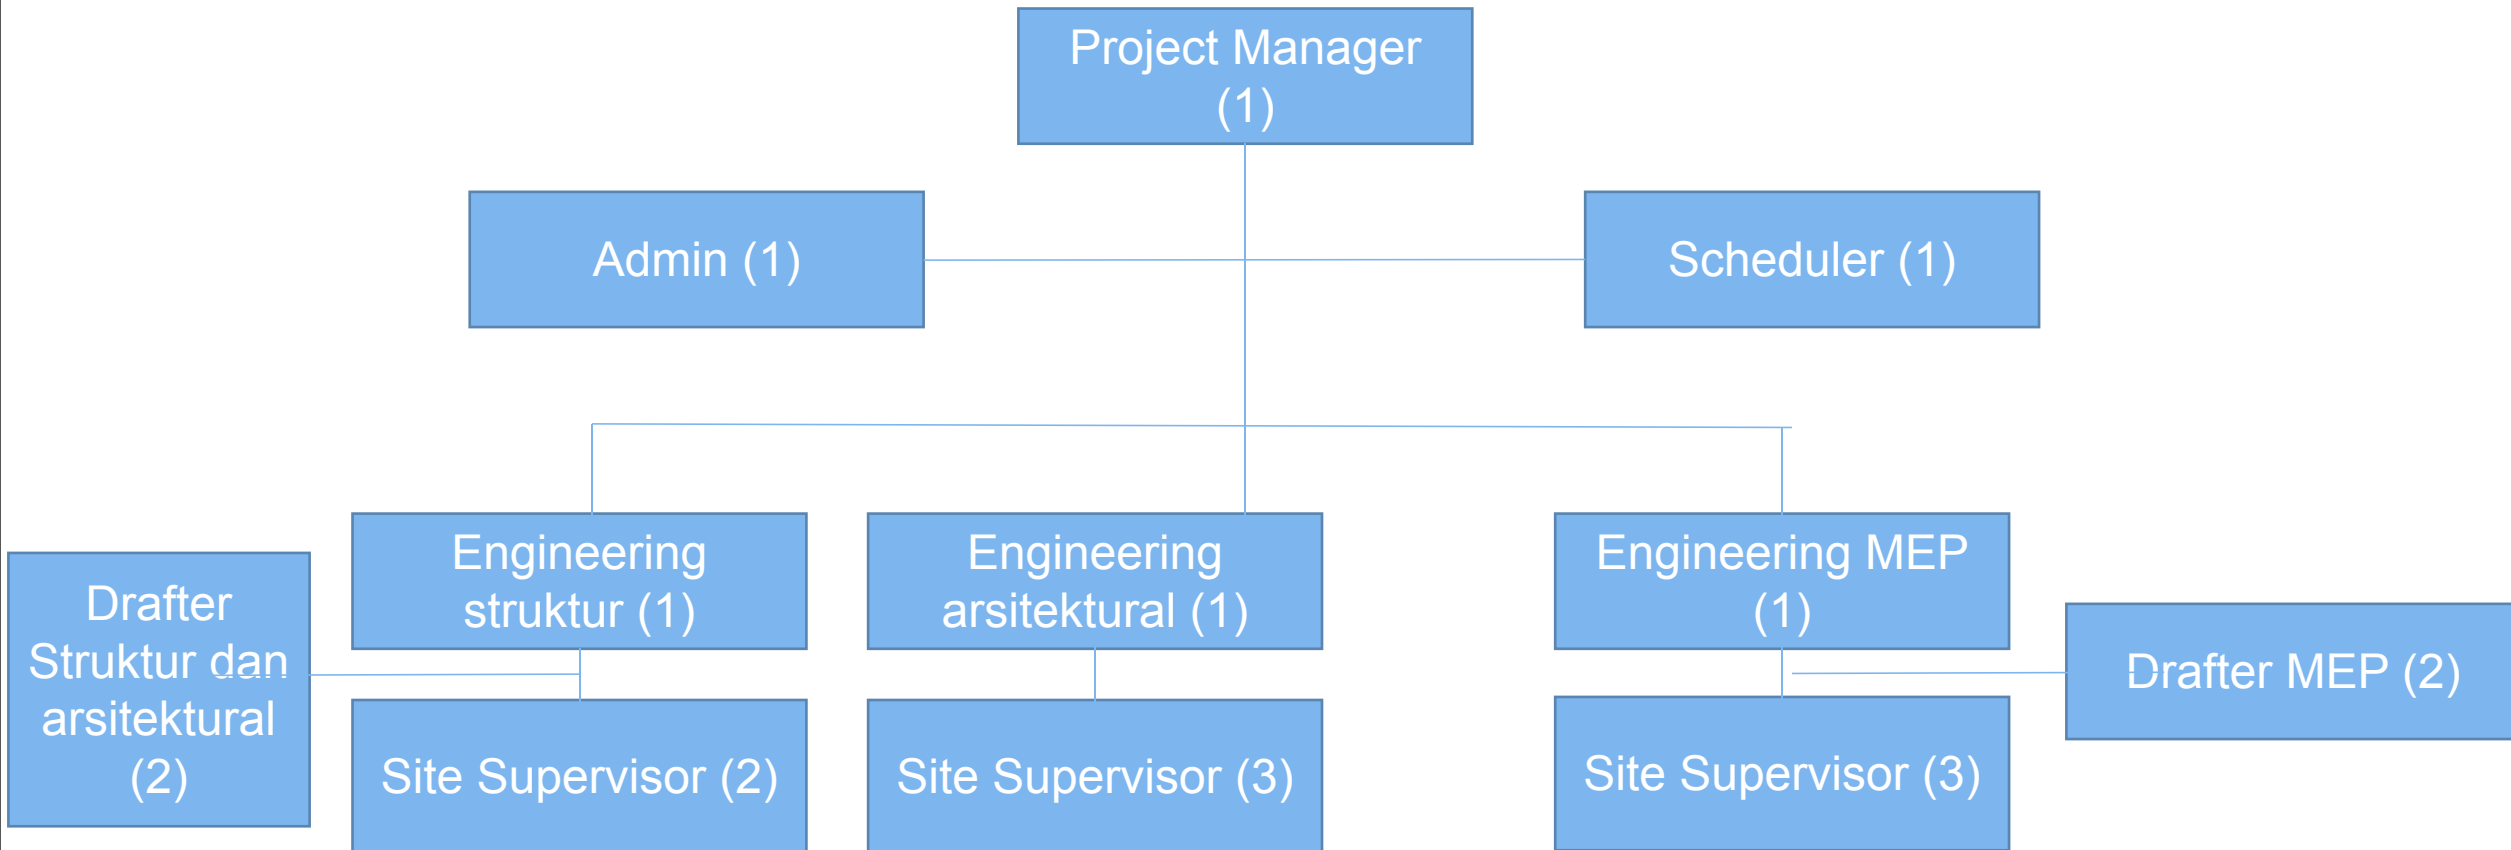 Project Manager
(1)
Admin (1)
Scheduler (1)
Engineering
struktur (1)
Engineering
arsitektural (1)
Engineering MEP
(1)
Drafter
Struktur dan
arsitektural
(2)
Drafter MEP (2)
Site Supervisor (2)
Site Supervisor (3)
Site Supervisor (3)